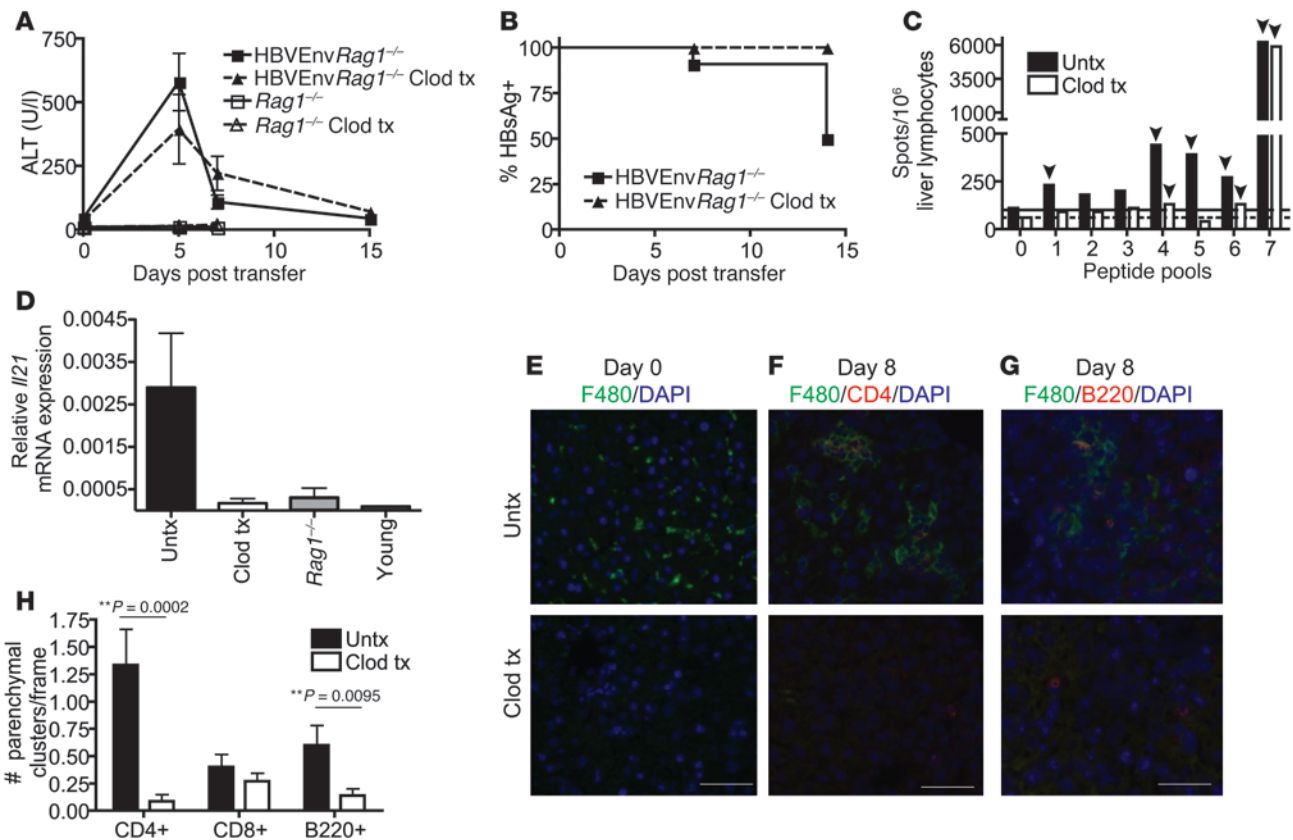 A
750
500
250
0
ALT (U/l)
0
5
10
15
Days post transfer
HBVEnvRag1–/–
HBVEnvRag1–/– Clod tx
Rag1–/–
Rag1–/– Clod tx
B
100
75
50
25
0
% HBsAg+
0
5
10
15
Days post transfer
HBVEnvRag1–/–
HBVEnvRag1–/– Clod tx
C
6000
3500
1000
500
250
0
Spots/10⁶
liver lymphocytes
Untx
Clod tx
0
1
2
3
4
5
6
7
Peptide pools
D
0.0045
0.0035
0.0025
0.0015
0.0005
Relative Il21
mRNA expression
Untx
Clod tx
Rag1–/–
Young
E
Day 0
F480/DAPI
F
Day 8
F480/CD4/DAPI
G
Day 8
F480/B220/DAPI
Untx
Clod tx
H
**P = 0.0002
1.75
1.50
1.25
1.00
0.75
0.50
0.25
0.00
# parenchymal
clusters/frame
Untx
Clod tx
**P = 0.0095
CD4+
CD8+
B220+